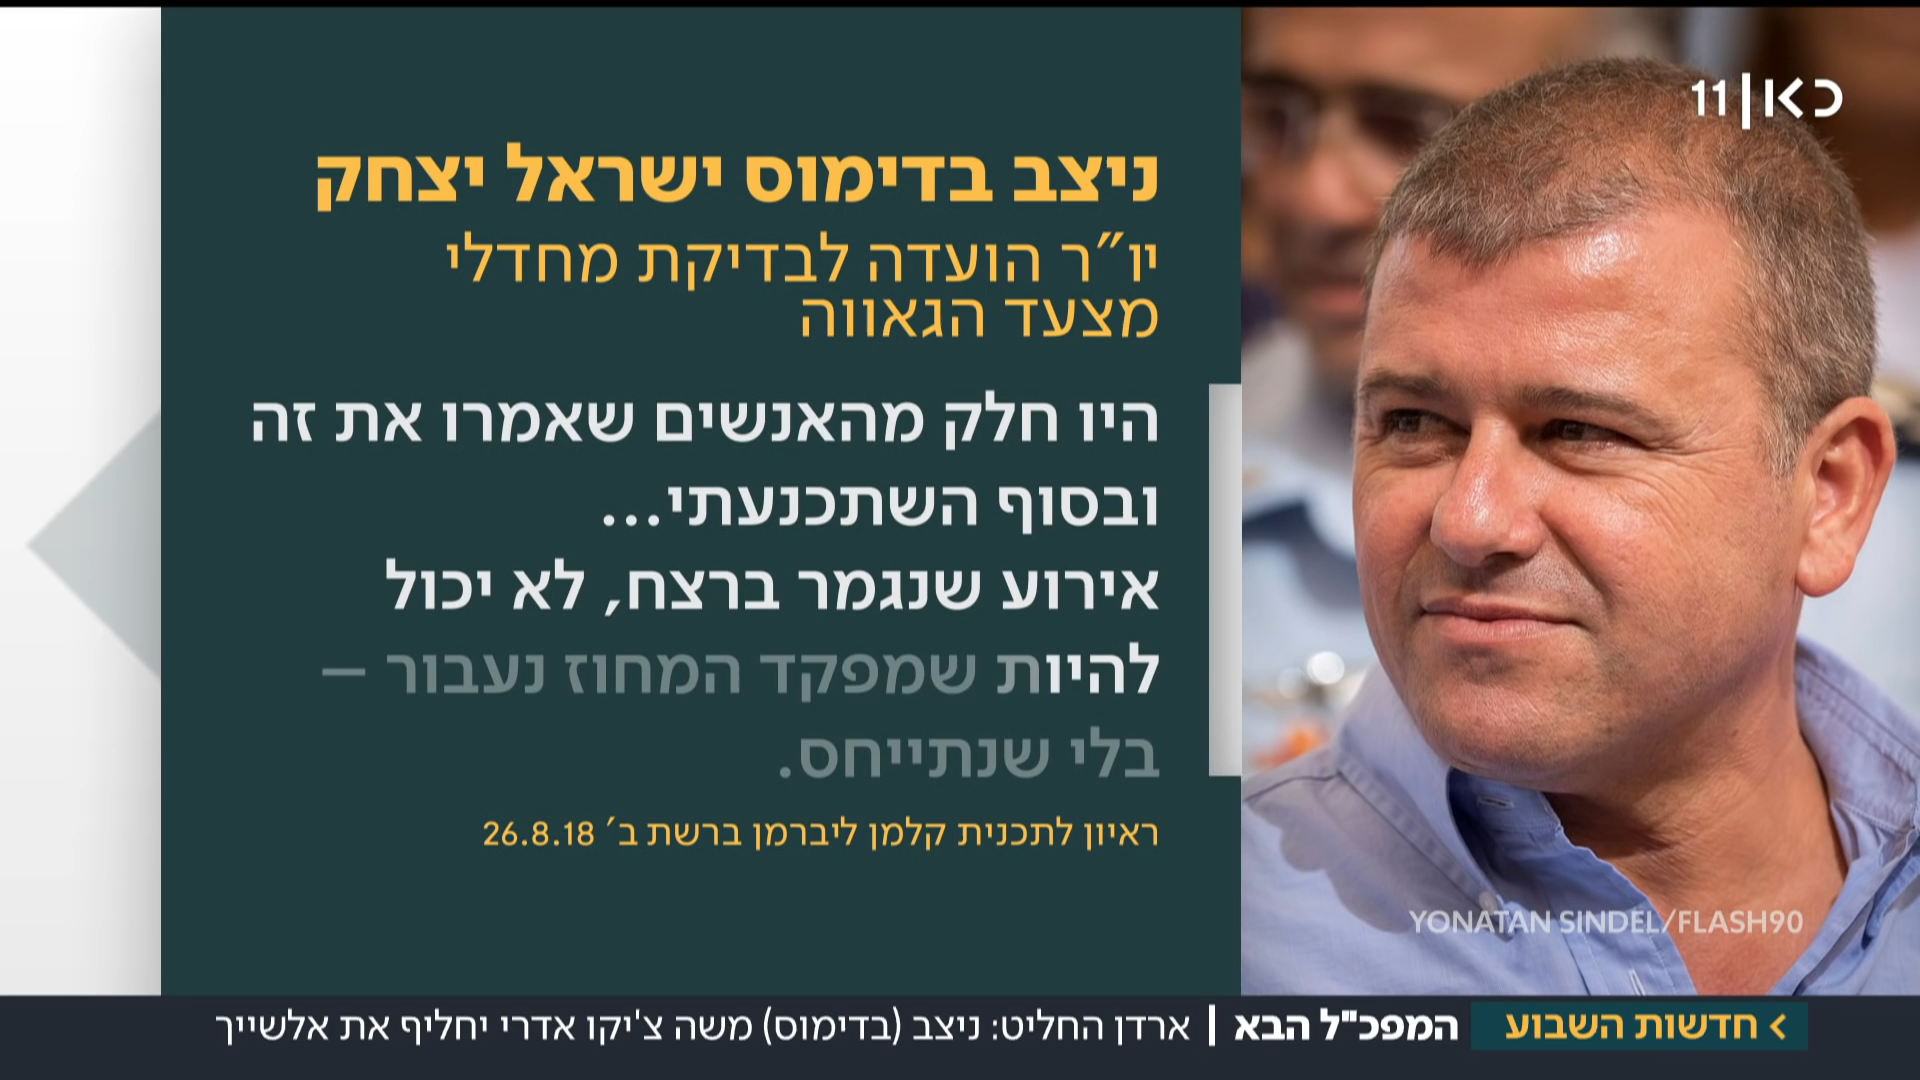 כאן|11
ניצב בדימוס ישראל יצחק
יו״ר הועדה לבדיקת מחדלי
מצעד הגאווה
היו חלק מהאנשים שאמרו את זה
ובסוף השתכנעתי...
אירוע שנגמר ברצח, לא יכול
להיות שמפקד המחוז נעבור –
בלי שנתייחס.
ראיון לתכנית קלמן ליברמן ברשת ב׳ 26.8.18
YONATAN SINDEL/FLASH90
חדשות השבוע המפכ"ל הבא | ארדן החליט: ניצב (בדימוס) משה צ'יקו אדרי יחליף את אלשייך